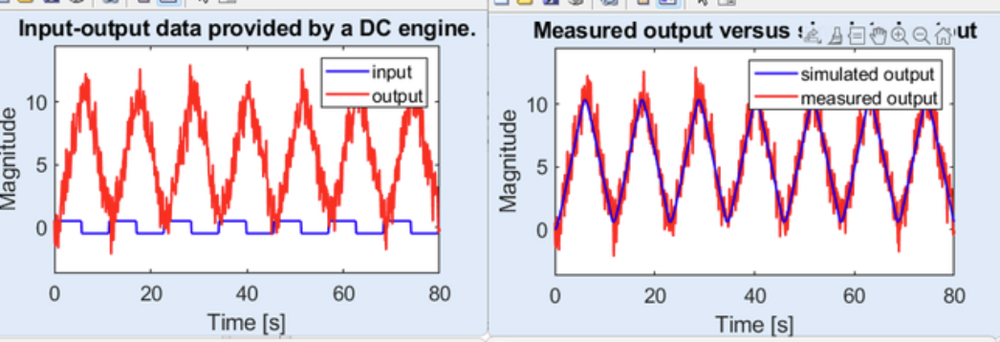 Input-output data provided by a DC engine.
input
output
10
5
0
Magnitude
0
20
40
60
80
Time [s]
Measured output versus
simulated output
measured output
10
5
0
Magnitude
0
20
40
60
80
Time [s]